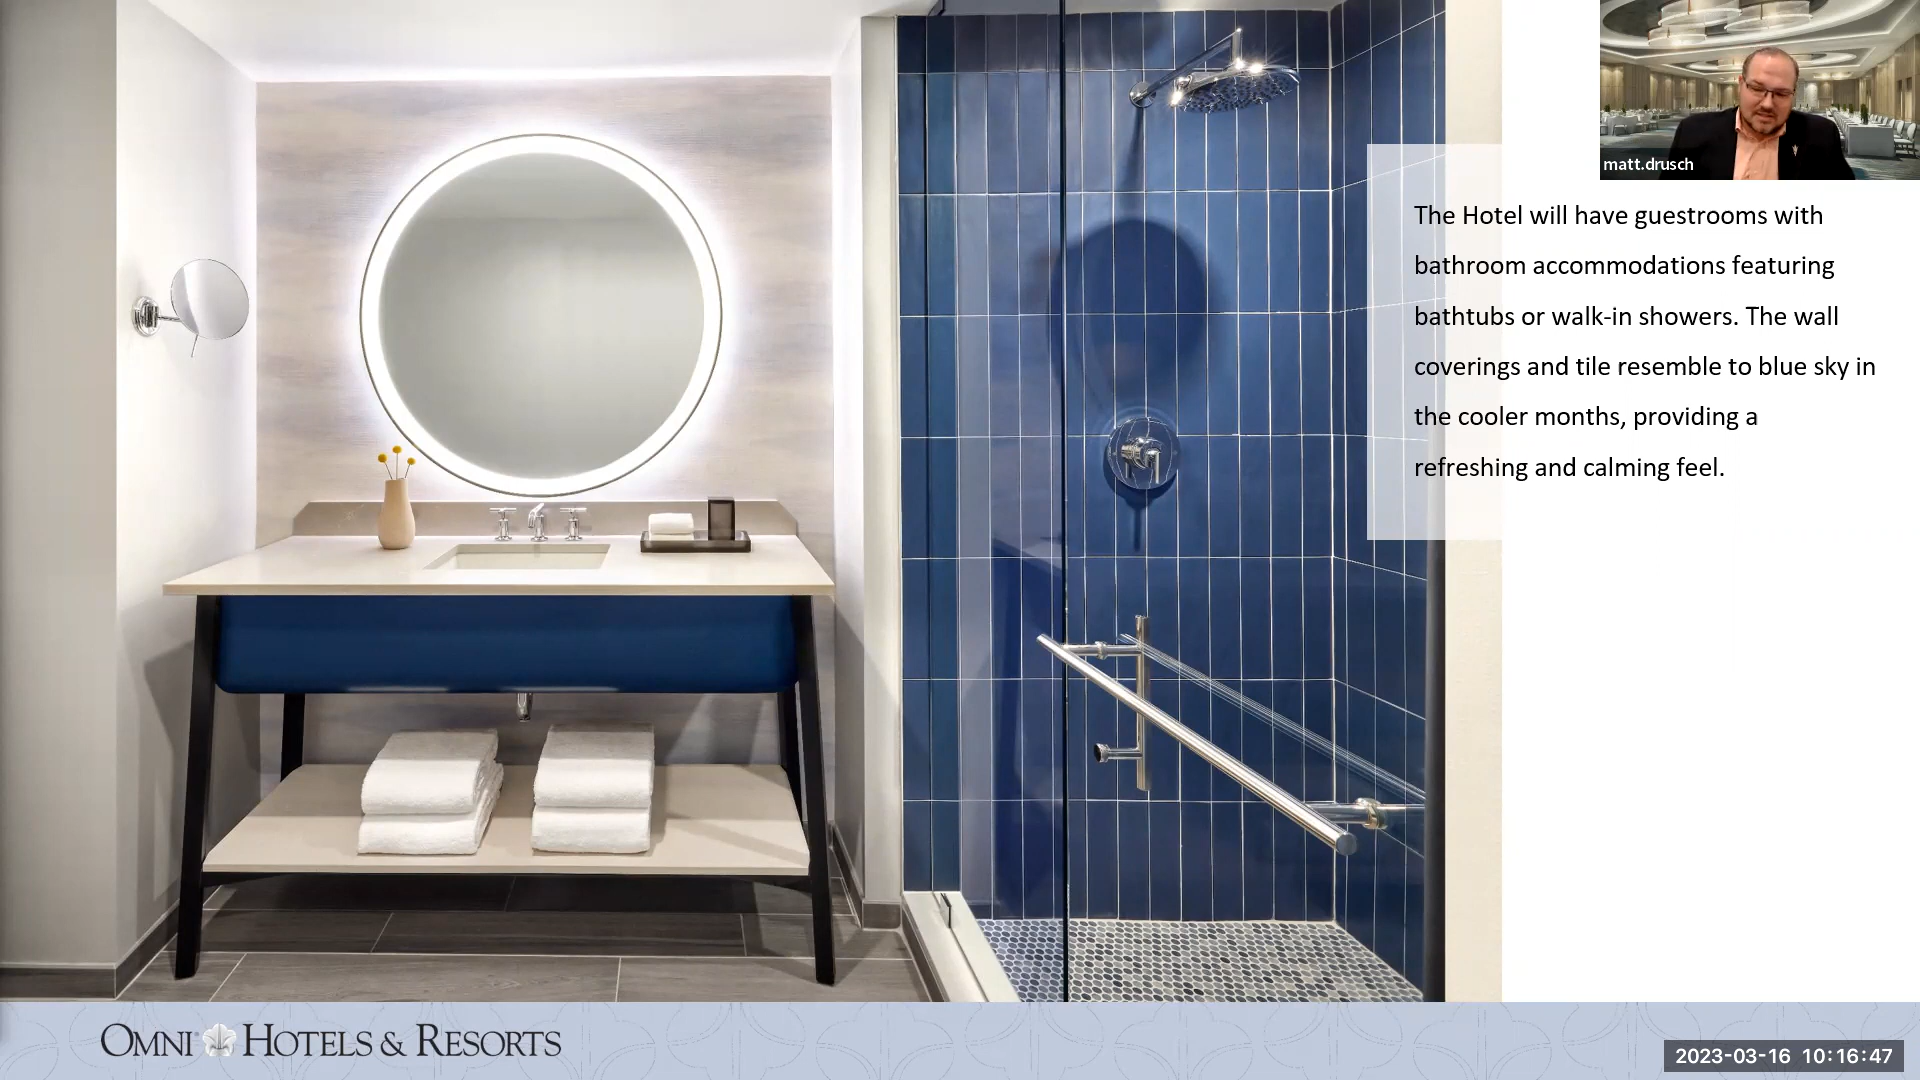 matt.drusch
The Hotel will have guestrooms with
bathroom accommodations featuring
bathtubs or walk-in showers. The wall
coverings and tile resemble to blue sky in
the cooler months, providing a
refreshing and calming feel.
OMNI HOTELS & RESORTS
2023-03-16 10:16:47